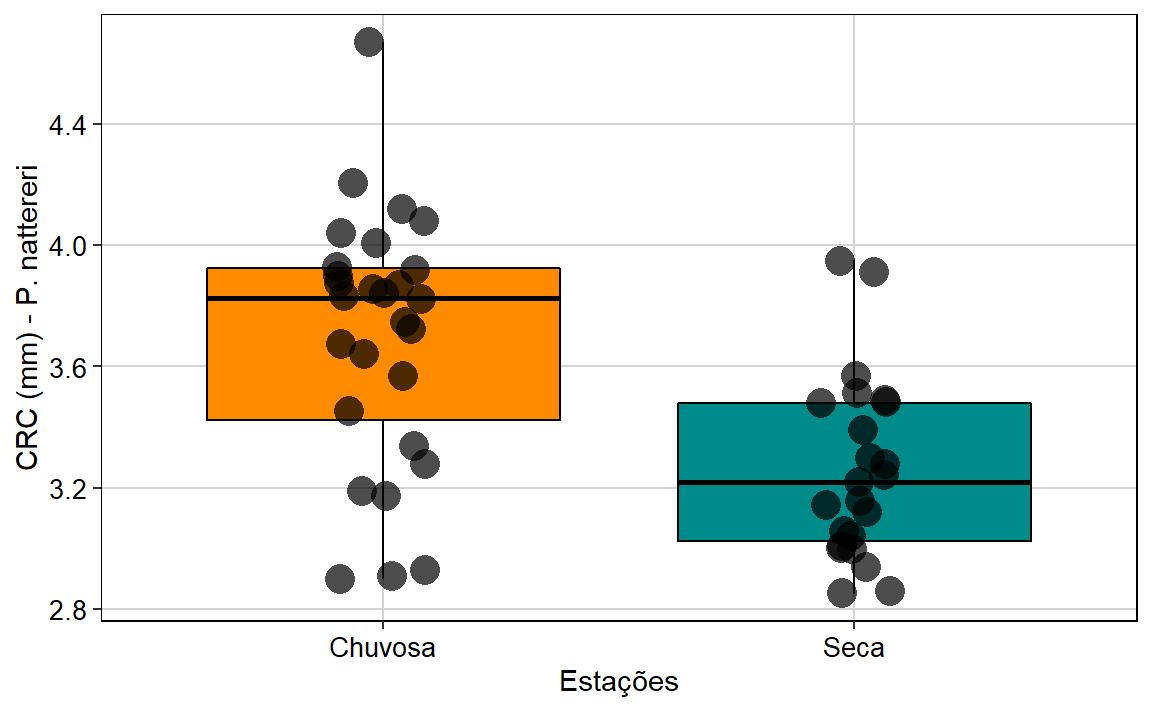 CRC (mm) - P. nattereri
4.4
4.0
3.6
3.2
2.8
Chuvosa
Seca
Estações